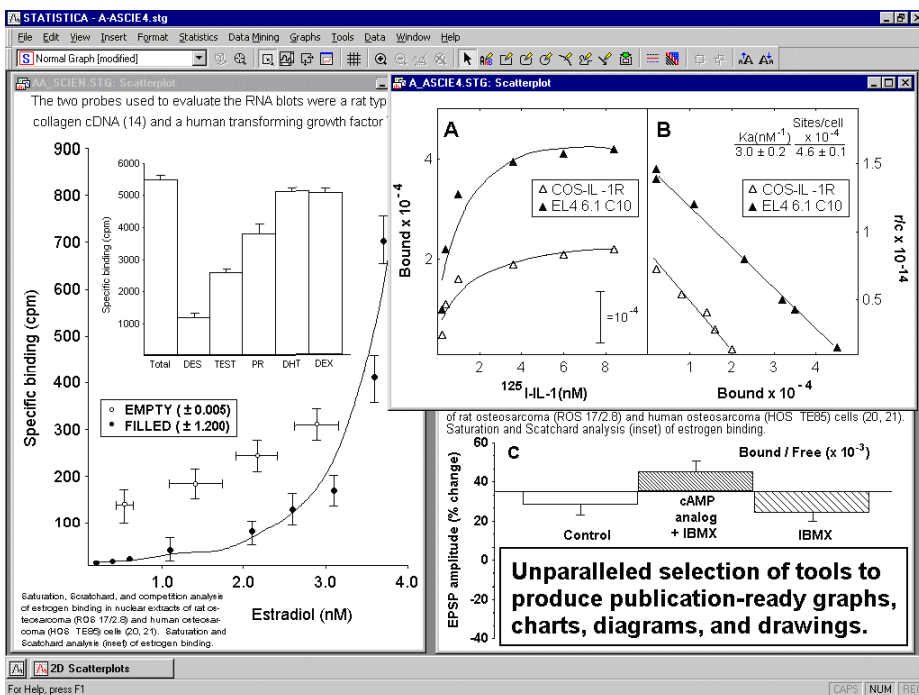 STATISTICA - A-ASCIE4.stg
File Edit View Insert Format Statistics Data Mining Graphs Tools Data Window Help
Normal Graph [modified]
AA_SCIEN.STG: Scatterplot
The two probes used to evaluate the RNA blots were a rat typ
collagen cDNA (14) and a human transforming growth factor
Specific binding (cpm)
900
800
700
600
500
400
300
200
100
1.0 2.0 3.0 4.0
Estradiol (nM)
Specific binding (cpm)
6000
5000
4000
3000
2000
1000
Total DES TEST PR DHT DEX
EMPTY (±0.005)
FILLED (±1.200)
Saturation, Scratchard, and competition analysis
of estrogen binding in nuclear extracts of rat os-
teosarcoma (ROS 17/2.8) and human osteosar-
coma (HOS TE85) cells (20, 21). Saturation and
Scatchard analysis (inset) of estrogen binding.
A_ASCIE4.STG: Scatterplot
A
Bound x 10-4
4
2
COS-IL -1R
EL4 6.1 C10
=10-4
2 4 6 8
125I-IL-1(nM)
B
Sites/cell
Ka(nM-1) x 10-4
3.0 ± 0.2 4.6 ± 0.1
COS-IL -1R
EL4 6.1 C10
1.5
1
0.5
r/c x 10-14
1 2 3 4
Bound x 10-4
of rat osteosarcoma (ROS 17/2.8) and human osteosarcoma (HOS TE85) cells (20, 21).
Saturation and Scatchard analysis (inset) of estrogen binding.
C
Bound / Free (x 10-3)
EPSP amplitude (% change)
60
40
20
0
-20
-40
Control
cAMP
analog
+ IBMX
IBMX
Unparalleled selection of tools to
produce publication-ready graphs,
charts, diagrams, and drawings.
2D Scatterplots
For Help, press F1
CAPS NUM